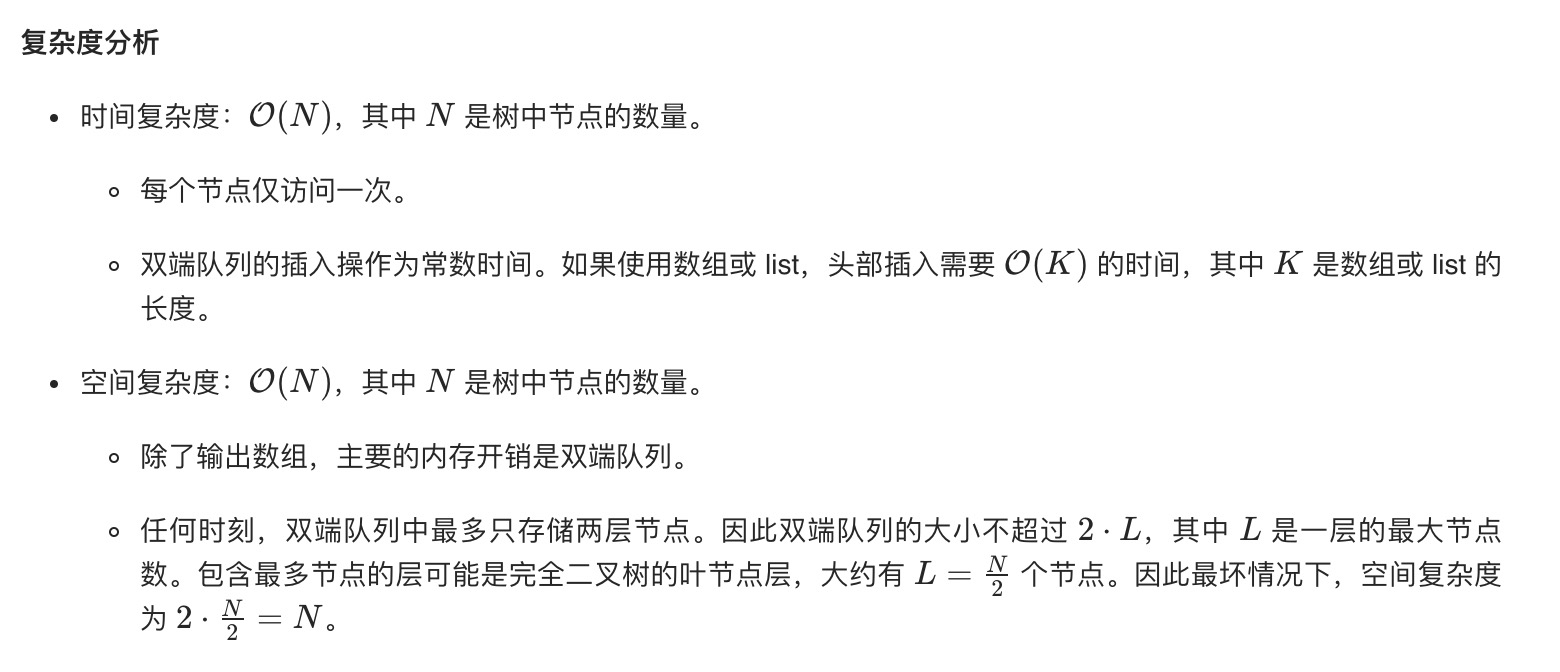 复杂度分析
• 时间复杂度：𝒪(N)，其中 N 是树中节点的数量。
◦ 每个节点仅访问一次。
◦ 双端队列的插入操作为常数时间。如果使用数组或 list，头部插入需要 𝒪(K) 的时间，其中 K 是数组或 list 的
长度。
• 空间复杂度：𝒪(N)，其中 N 是树中节点的数量。
◦ 除了输出数组，主要的内存开销是双端队列。
◦ 任何时刻，双端队列中最多只存储两层节点。因此双端队列的大小不超过 2 · L，其中 L 是一层的最大节点
数。包含最多节点的层可能是完全二叉树的叶节点层，大约有 L = N/2 个节点。因此最坏情况下，空间复杂度
为 2 · N/2 = N。